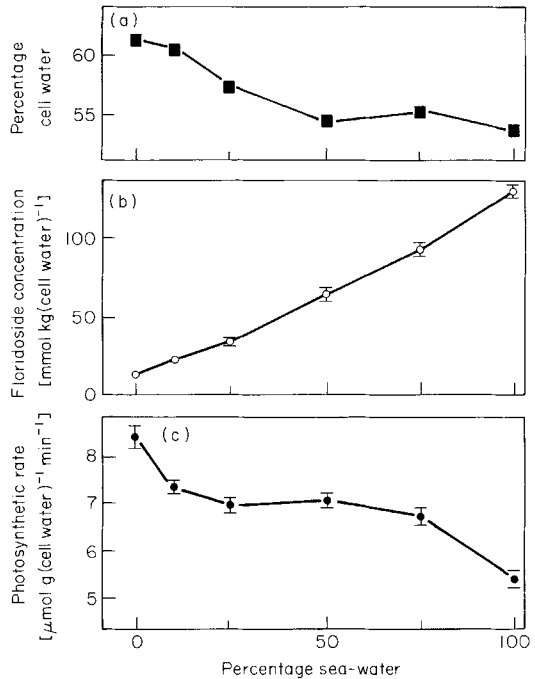 (a)
Percentage
cell water
60
55
(b)
Floridoside concentration
[mmol kg (cell water)⁻¹]
100
50
0
(c)
Photosynthetic rate
[μmol g (cell water)⁻¹ min⁻¹]
8
7
6
5
0
50
100
Percentage sea-water